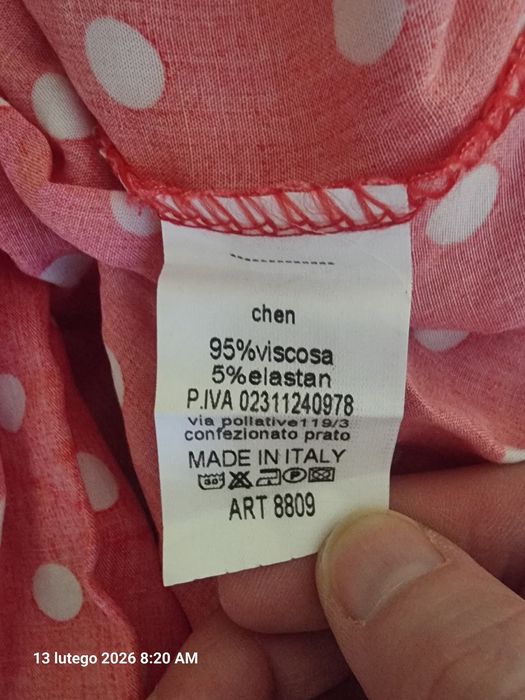 chen
95%viscosa
5%elastan
P.IVA 02311240978
via pollative119/3
confezionato prato
MADE IN ITALY
ART 8809
13 lutego 2026 8:20 AM